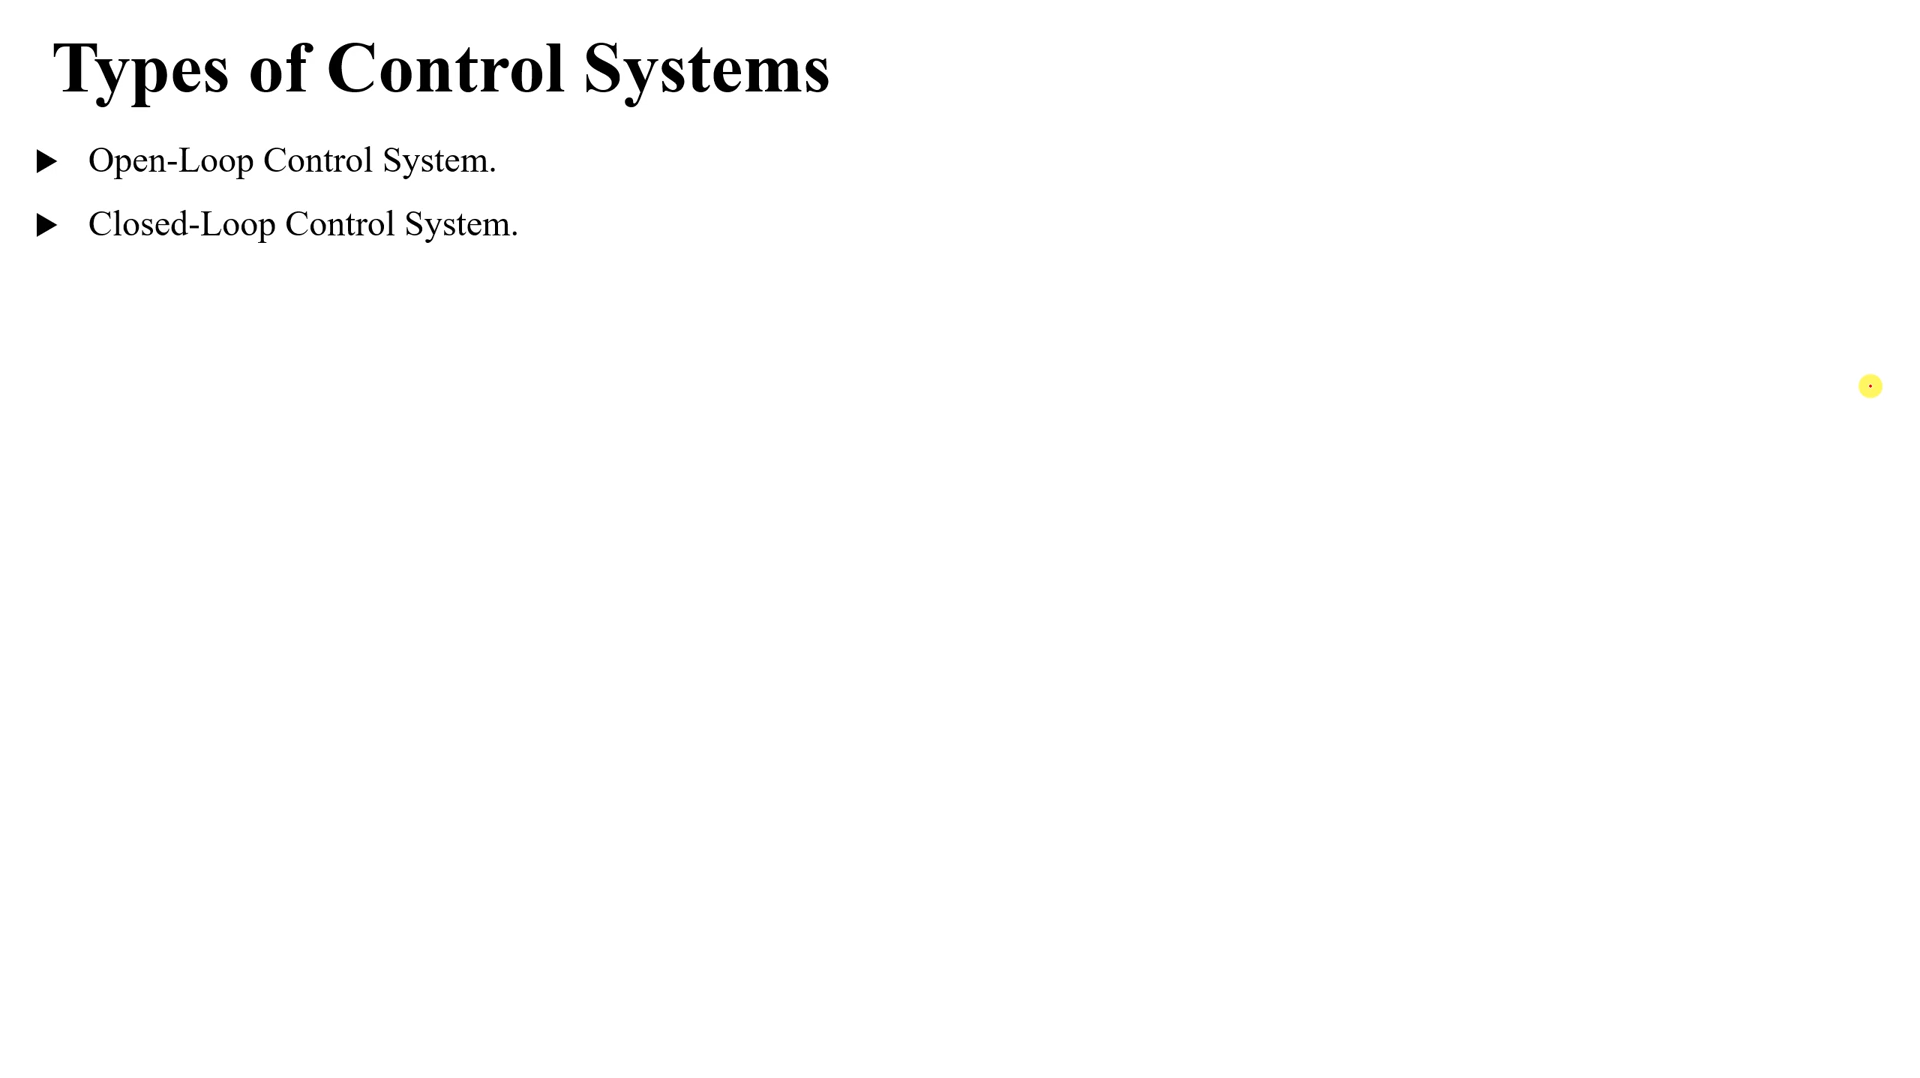 Types of Control Systems
Open-Loop Control System.
Closed-Loop Control System.